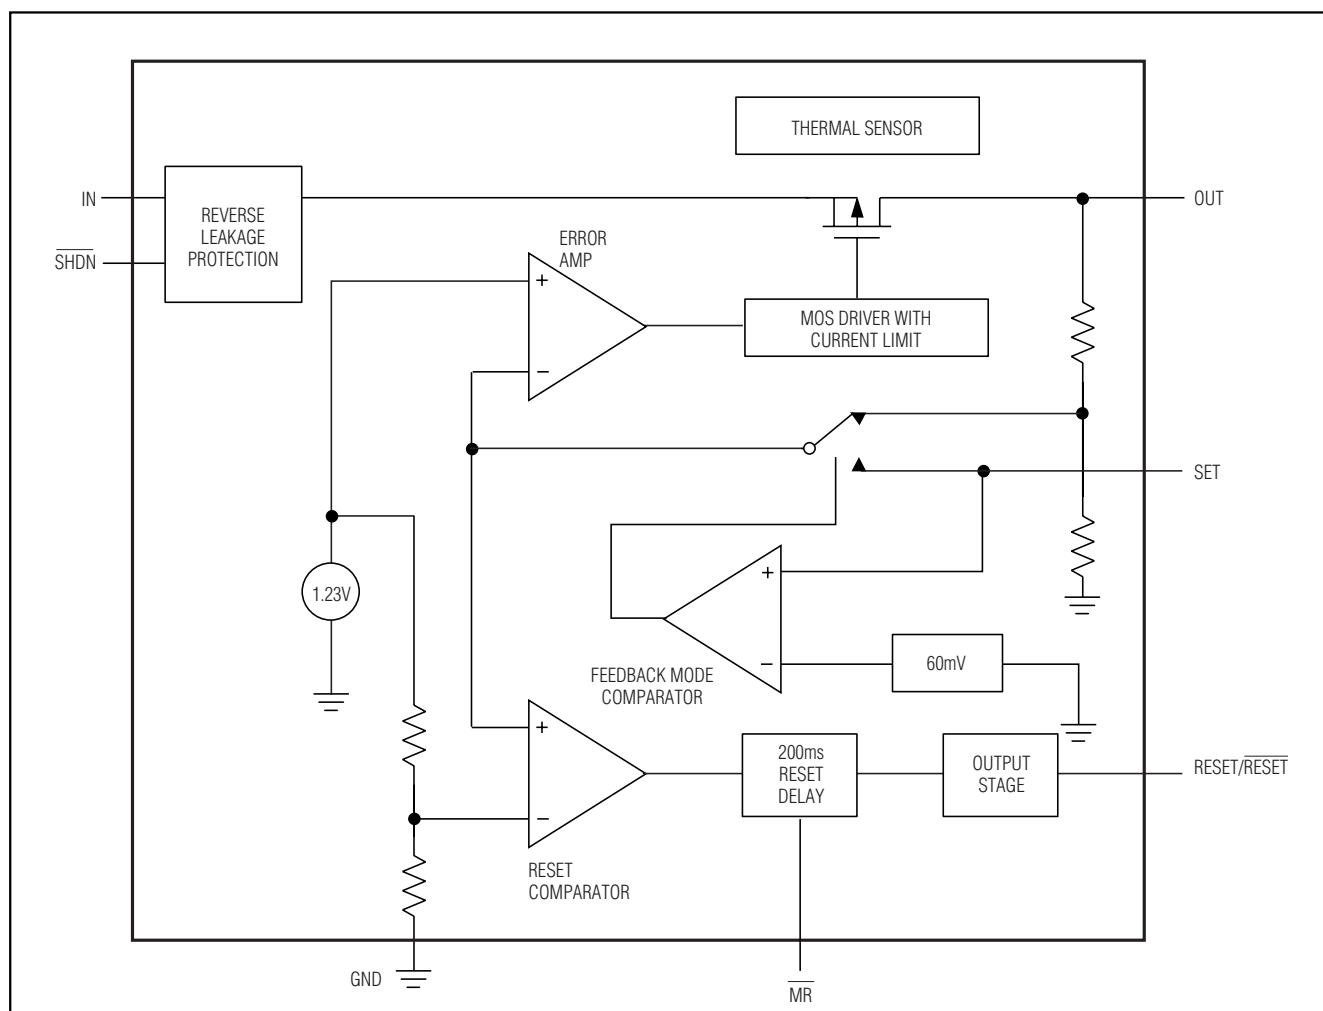 THERMAL SENSOR
IN
REVERSE
LEAKAGE
PROTECTION
OUT
SHDN
ERROR
AMP
+
−
MOS DRIVER WITH
CURRENT LIMIT
SET
1.23V
+
−
60mV
FEEDBACK MODE
COMPARATOR
+
−
200ms
RESET
DELAY
OUTPUT
STAGE
RESET/RESET
RESET
COMPARATOR
GND
MR